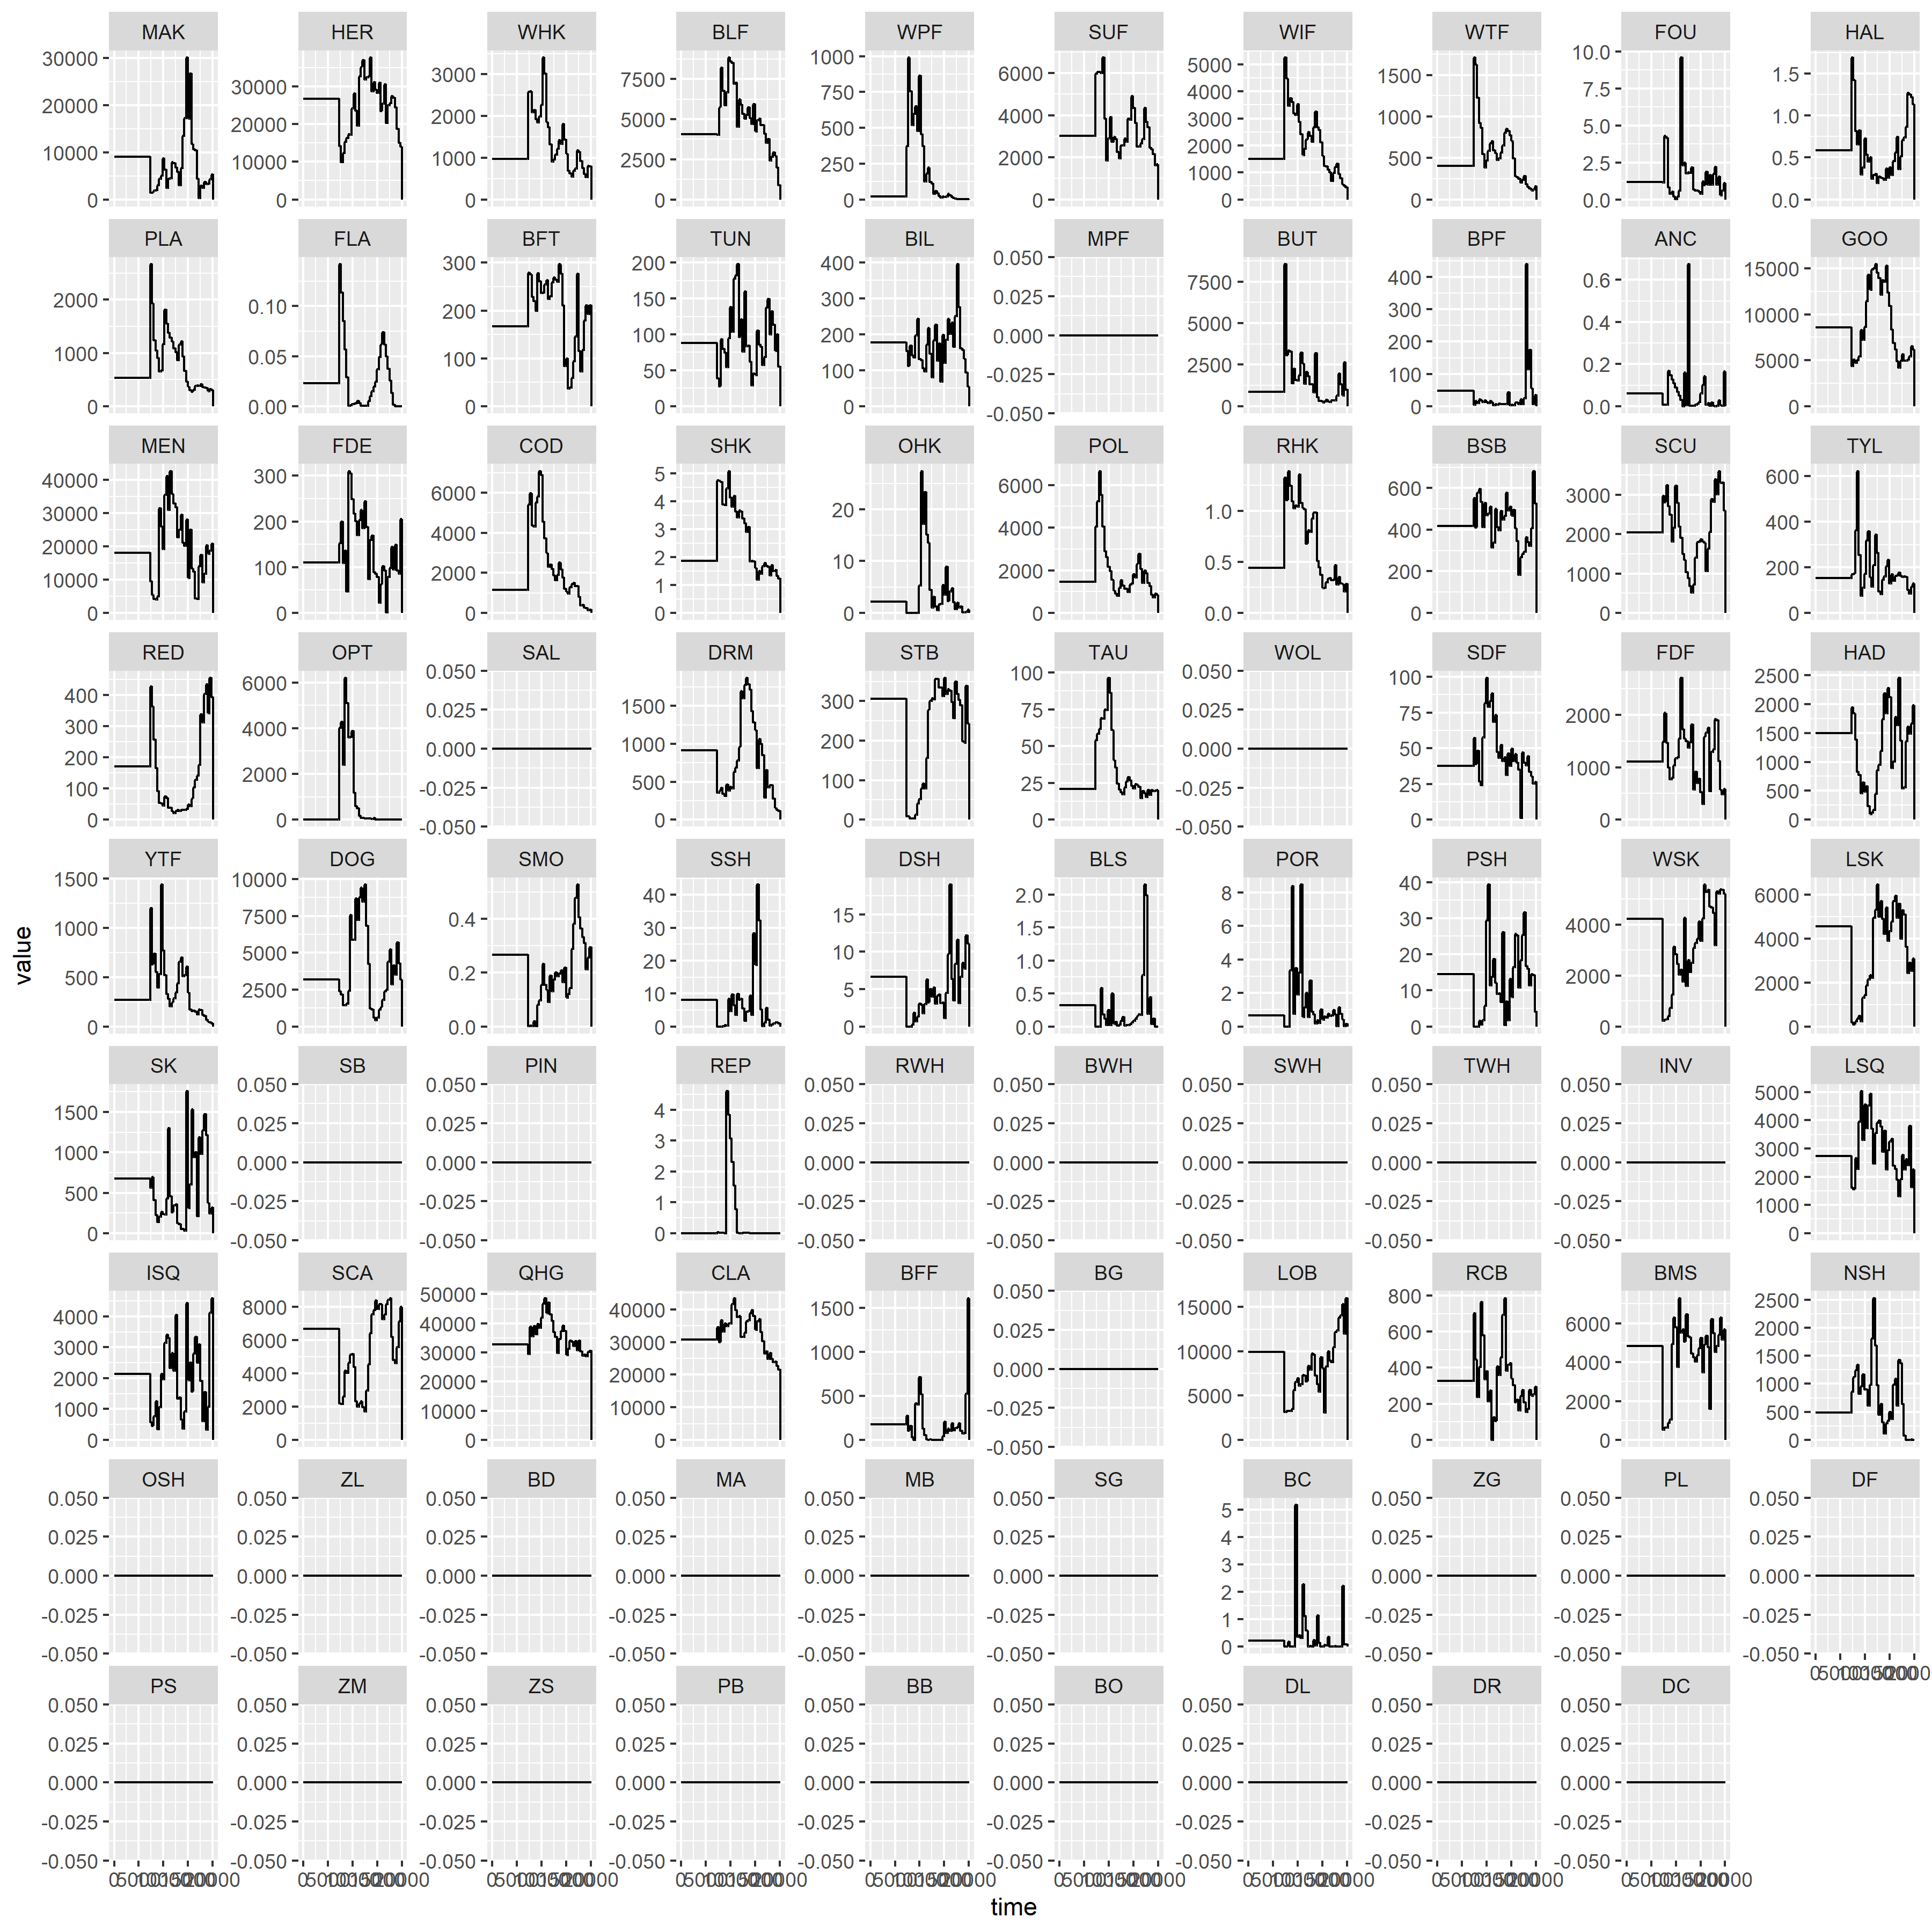 MAK HER WHK BLF WPF SUF WIF WTF FOU HAL
30000 20000 10000 0
30000 20000 10000 0
3000 2000 1000 0
7500 5000 2500 0
1000 750 500 250 0
6000 4000 2000 0
5000 4000 3000 2000 1000 0
1500 1000 500 0
10.0 7.5 5.0 2.5 0.0
1.5 1.0 0.5 0.0
PLA FLA BFT TUN BIL MPF BUT BPF ANC GOO
2000 1000 0
0.10 0.05 0.00
300 200 100 0
200 150 100 50 0
400 300 200 100 0
0.050 0.025 0.000 -0.025 -0.050
7500 5000 2500 0
400 300 200 100 0
0.6 0.4 0.2 0.0
15000 10000 5000 0
MEN FDE COD SHK OHK POL RHK BSB SCU TYL
40000 30000 20000 10000 0
300 200 100 0
6000 4000 2000 0
5 4 3 2 1 0
20 10 0
6000 4000 2000 0
1.0 0.5 0.0
600 400 200 0
3000 2000 1000 0
600 400 200 0
RED OPT SAL DRM STB TAU WOL SDF FDF HAD
400 300 200 100 0
6000 4000 2000 0
0.050 0.025 0.000 -0.025 -0.050
1500 1000 500 0
300 200 100 0
100 75 50 25 0
0.050 0.025 0.000 -0.025 -0.050
100 75 50 25 0
2000 1000 0
2500 2000 1500 1000 500 0
YTF DOG SMO SSH DSH BLS POR PSH WSK LSK
1500 1000 500 0
10000 7500 5000 2500 0
0.4 0.2 0.0
40 30 20 10 0
15 10 5 0
2.0 1.5 1.0 0.5 0.0
8 6 4 2 0
40 30 20 10 0
4000 2000 0
6000 4000 2000 0
SK SB PIN REP RWH BWH SWH TWH INV LSQ
1500 1000 500 0
0.050 0.025 0.000 -0.025 -0.050
0.050 0.025 0.000 -0.025 -0.050
4 3 2 1 0
0.050 0.025 0.000 -0.025 -0.050
0.050 0.025 0.000 -0.025 -0.050
0.050 0.025 0.000 -0.025 -0.050
0.050 0.025 0.000 -0.025 -0.050
0.050 0.025 0.000 -0.025 -0.050
5000 4000 3000 2000 1000 0
ISQ SCA QHG CLA BFF BG LOB RCB BMS NSH
4000 3000 2000 1000 0
8000 6000 4000 2000 0
50000 40000 30000 20000 10000 0
40000 30000 20000 10000 0
1500 1000 500 0
0.050 0.025 0.000 -0.025 -0.050
15000 10000 5000 0
800 600 400 200 0
6000 4000 2000 0
2500 2000 1500 1000 500 0
OSH ZL BD MA MB SG BC ZG PL DF
0.050 0.025 0.000 -0.025 -0.050
0.050 0.025 0.000 -0.025 -0.050
0.050 0.025 0.000 -0.025 -0.050
0.050 0.025 0.000 -0.025 -0.050
0.050 0.025 0.000 -0.025 -0.050
0.050 0.025 0.000 -0.025 -0.050
5 4 3 2 1 0
0.050 0.025 0.000 -0.025 -0.050
0.050 0.025 0.000 -0.025 -0.050
0.050 0.025 0.000 -0.025 -0.050
PS ZM ZS PB BB BO DL DR DC
0.050 0.025 0.000 -0.025 -0.050
0.050 0.025 0.000 -0.025 -0.050
0.050 0.025 0.000 -0.025 -0.050
0.050 0.025 0.000 -0.025 -0.050
0.050 0.025 0.000 -0.025 -0.050
0.050 0.025 0.000 -0.025 -0.050
0.050 0.025 0.000 -0.025 -0.050
0.050 0.025 0.000 -0.025 -0.050
0.050 0.025 0.000 -0.025 -0.050
value
time